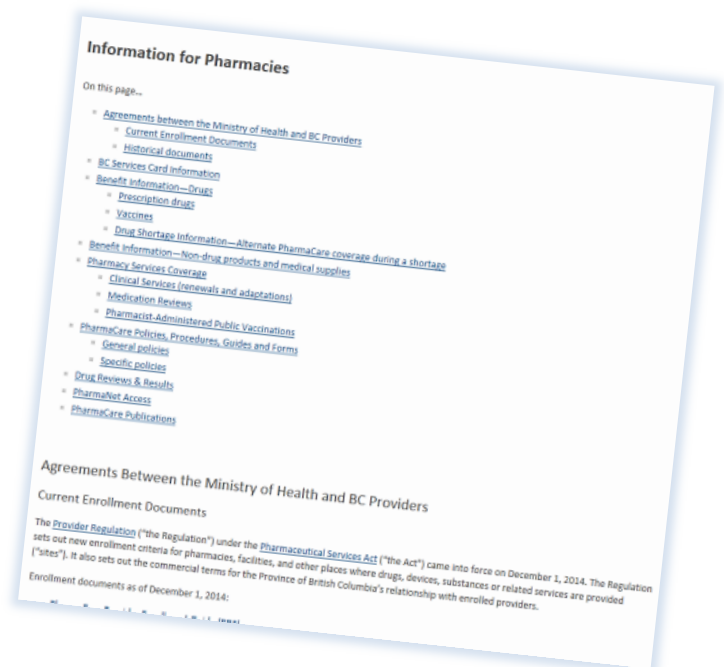 Information for Pharmacies
On this page...
Agreements between the Ministry of Health and BC Providers
Current Enrollment Documents
Historical documents
BC Services Card Information
Benefit Information—Drugs
Prescription drugs
Vaccines
Drug Shortage Information—Alternate PharmaCare coverage during a shortage
Benefit Information—Non-drug products and medical supplies
Pharmacy Services Coverage
Clinical Services (renewals and adaptations)
Medication Reviews
Pharmacist-Administered Public Vaccinations
PharmaCare Policies, Procedures, Guides and Forms
General policies
Specific policies
Drug Reviews & Results
PharmaNet Access
PharmaCare Publications
Agreements Between the Ministry of Health and BC Providers
Current Enrollment Documents
The Provider Regulation ("the Regulation") under the Pharmaceutical Services Act ("the Act") came into force on December 1, 2014. The Regulation
sets out new enrollment criteria for pharmacies, facilities, and other places where drugs, devices, substances or related services are provided
("sites"). It also sets out the commercial terms for the Province of British Columbia's relationship with enrolled providers.
Enrollment documents as of December 1, 2014: